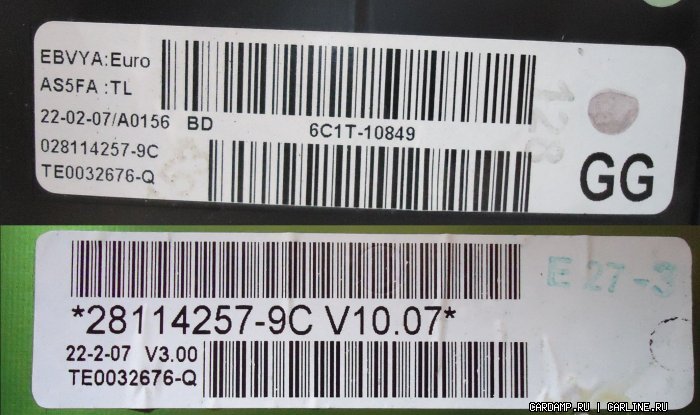 EBVYA:Euro
AS5FA :TL
22-02-07/A0156 BD 6C1T-10849
028114257-9C
TE0032676-Q
GG
128
E 27-3
*28114257-9C V10.07*
22-2-07 V3.00
TE0032676-Q
CARDAMP.RU | CARLINE.RU